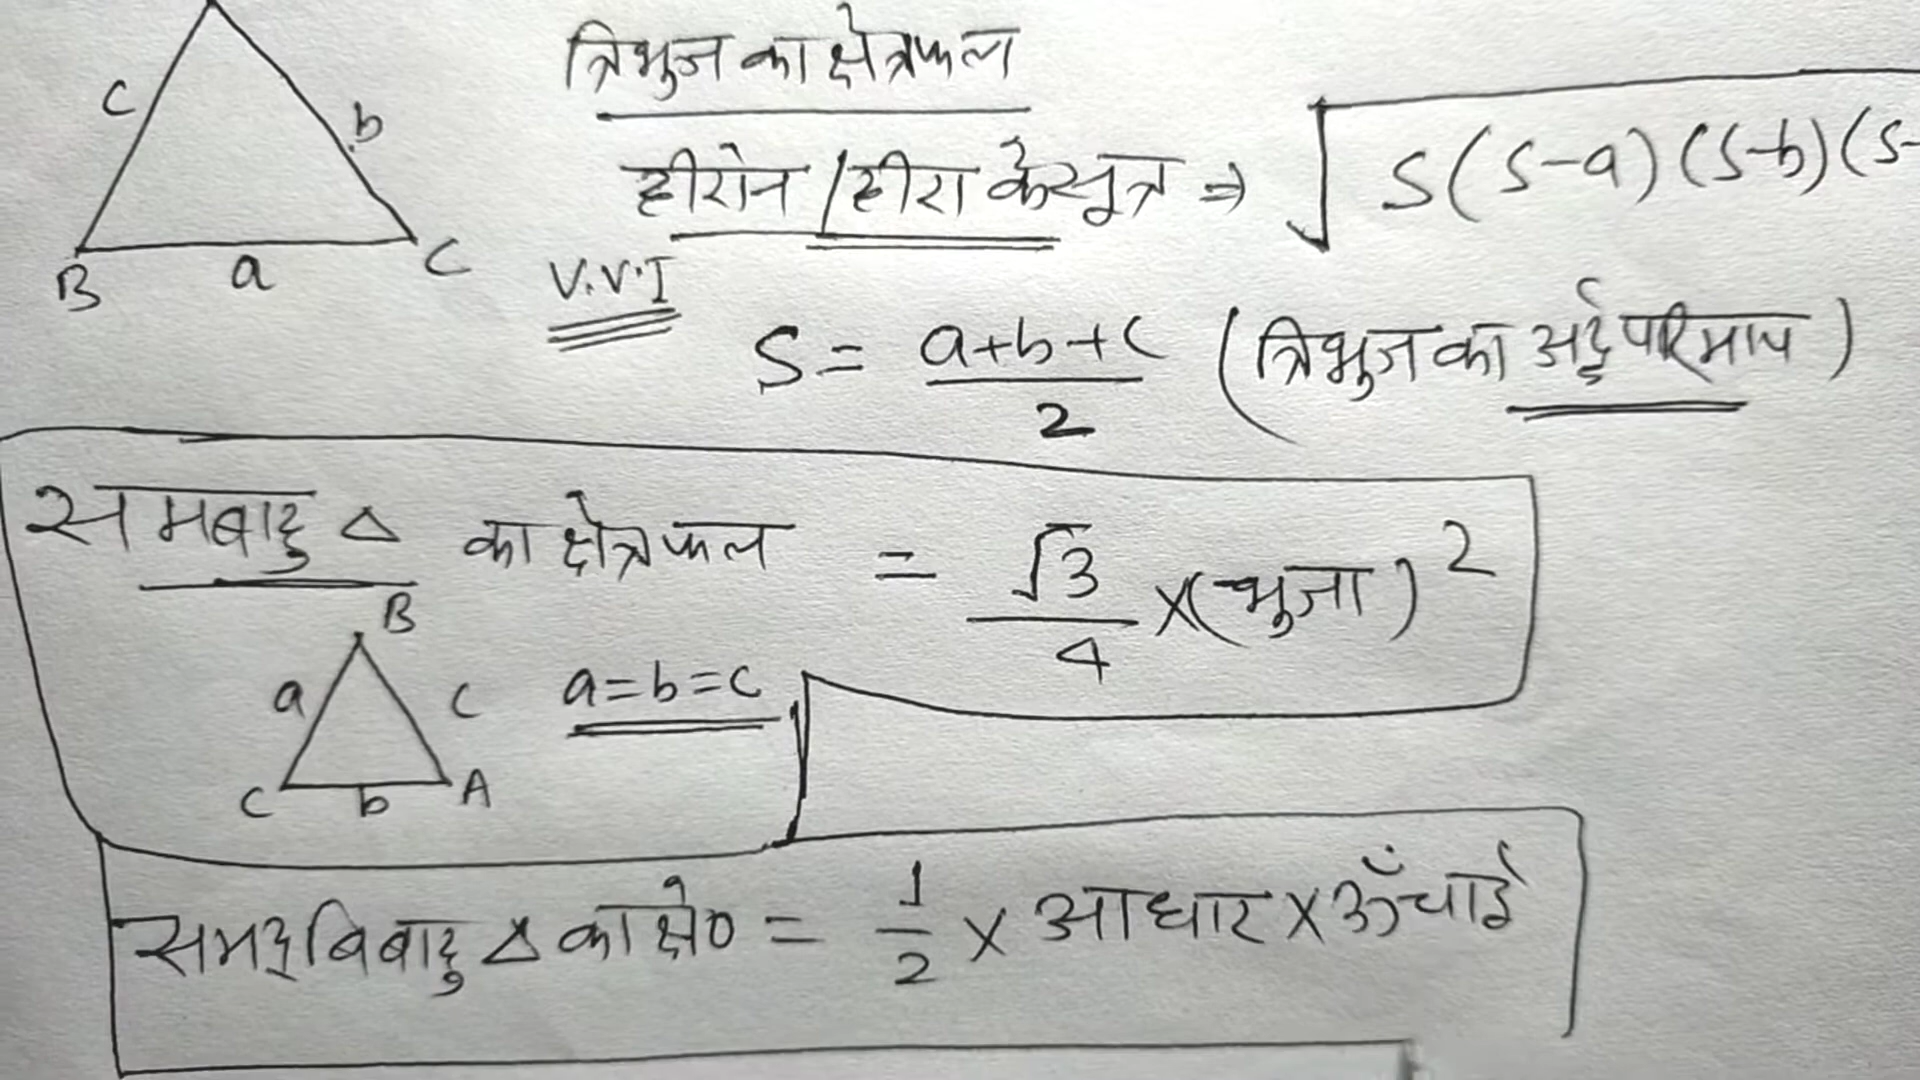 त्रिभुज का क्षेत्रफल
c
b
B
a
C
हीरोन / हीरा के सूत्र ⇒ √S(S-a)(S-b)(S-
V.V.I
S = a+b+c / 2 (त्रिभुज का अर्द्व परिमाप)
समबाहु △ का क्षेत्रफल = √3 / 4 × (भुजा)²
B
a
c
a=b=c
C
b
A
समद्विबाहु △ का क्षे० = 1/2 × आधार × ऊँचाई